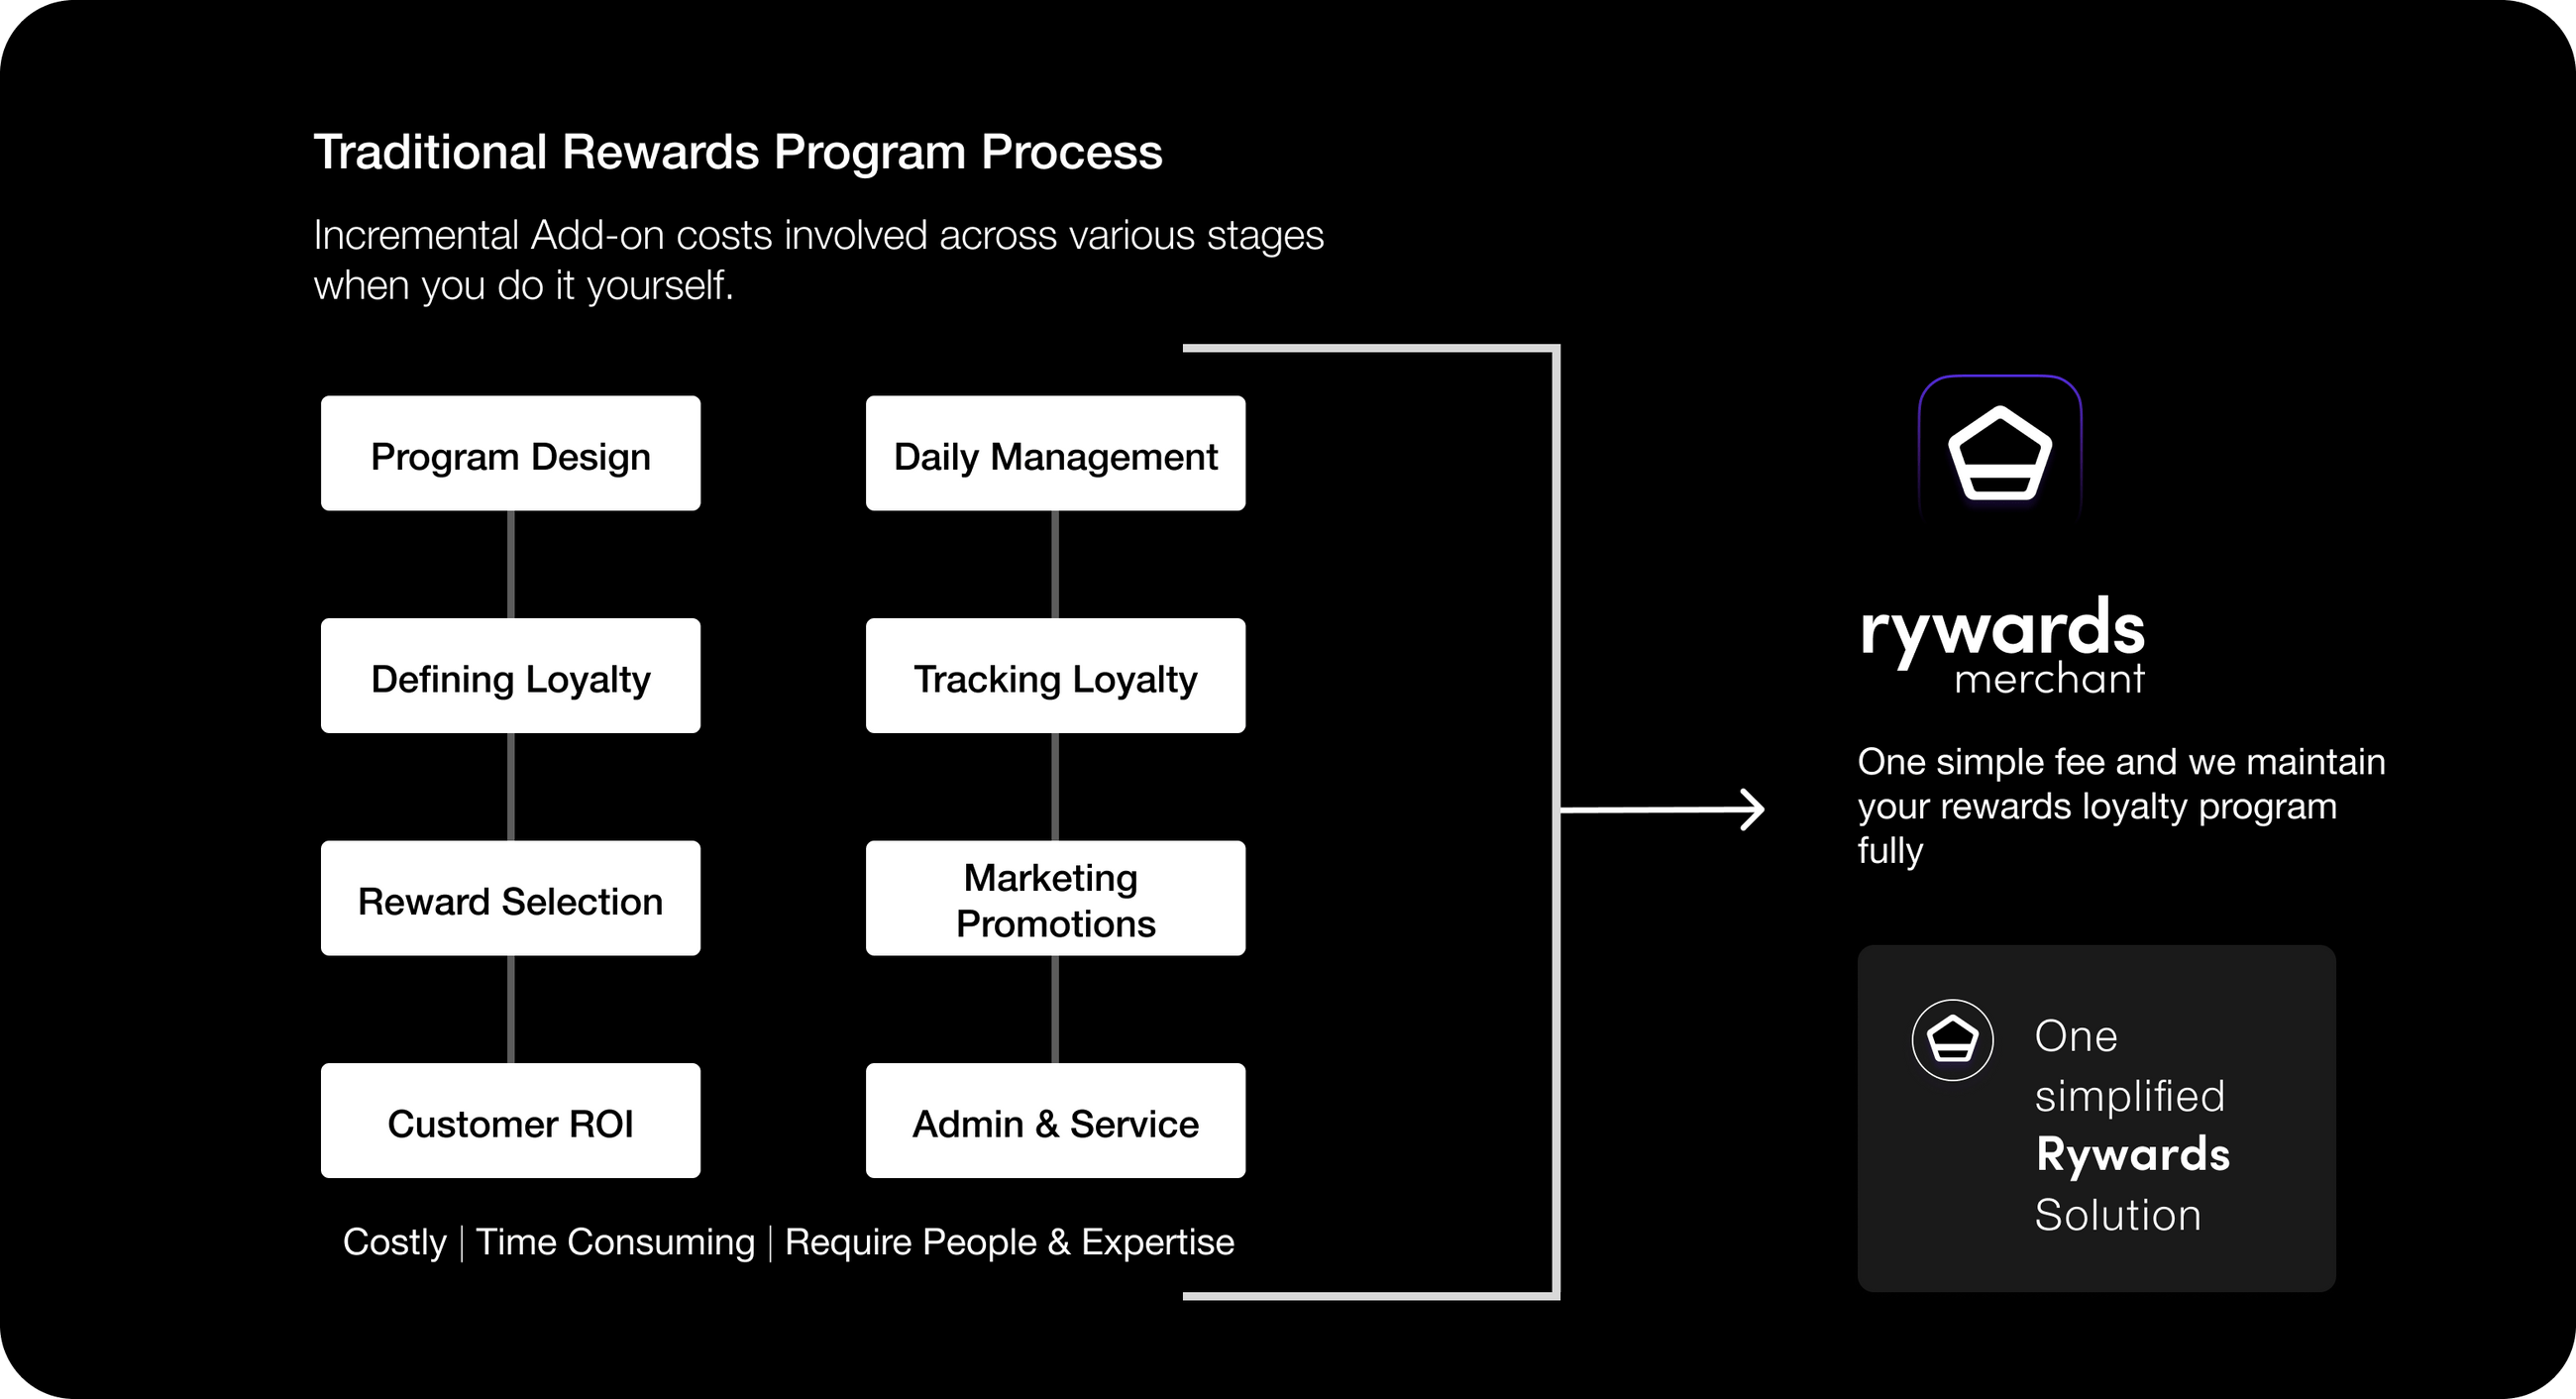 Traditional Rewards Program Process
Incremental Add-on costs involved across various stages
when you do it yourself.
Program Design
Defining Loyalty
Reward Selection
Customer ROI
Daily Management
Tracking Loyalty
Marketing
Promotions
Admin & Service
Costly | Time Consuming | Require People & Expertise
rywards
merchant
One simple fee and we maintain
your rewards loyalty program
fully
One
simplified
Rywards
Solution